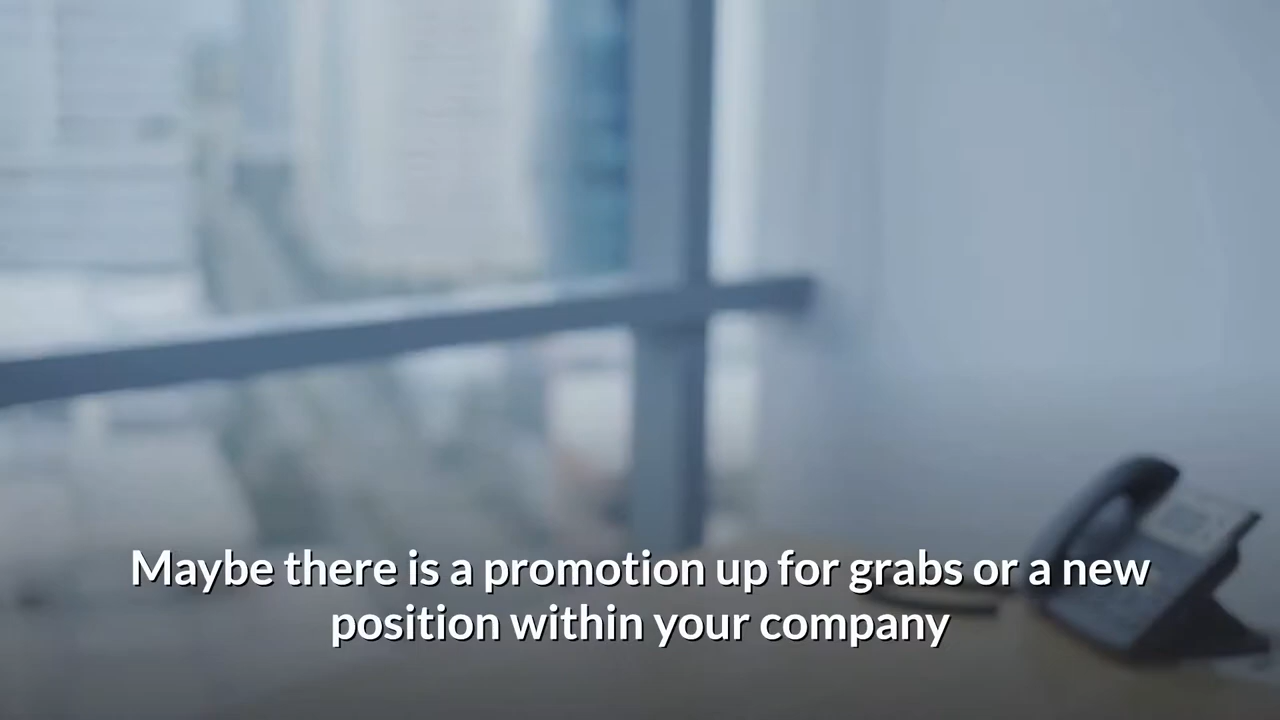 Maybe there is a promotion up for grabs or a new
position within your company